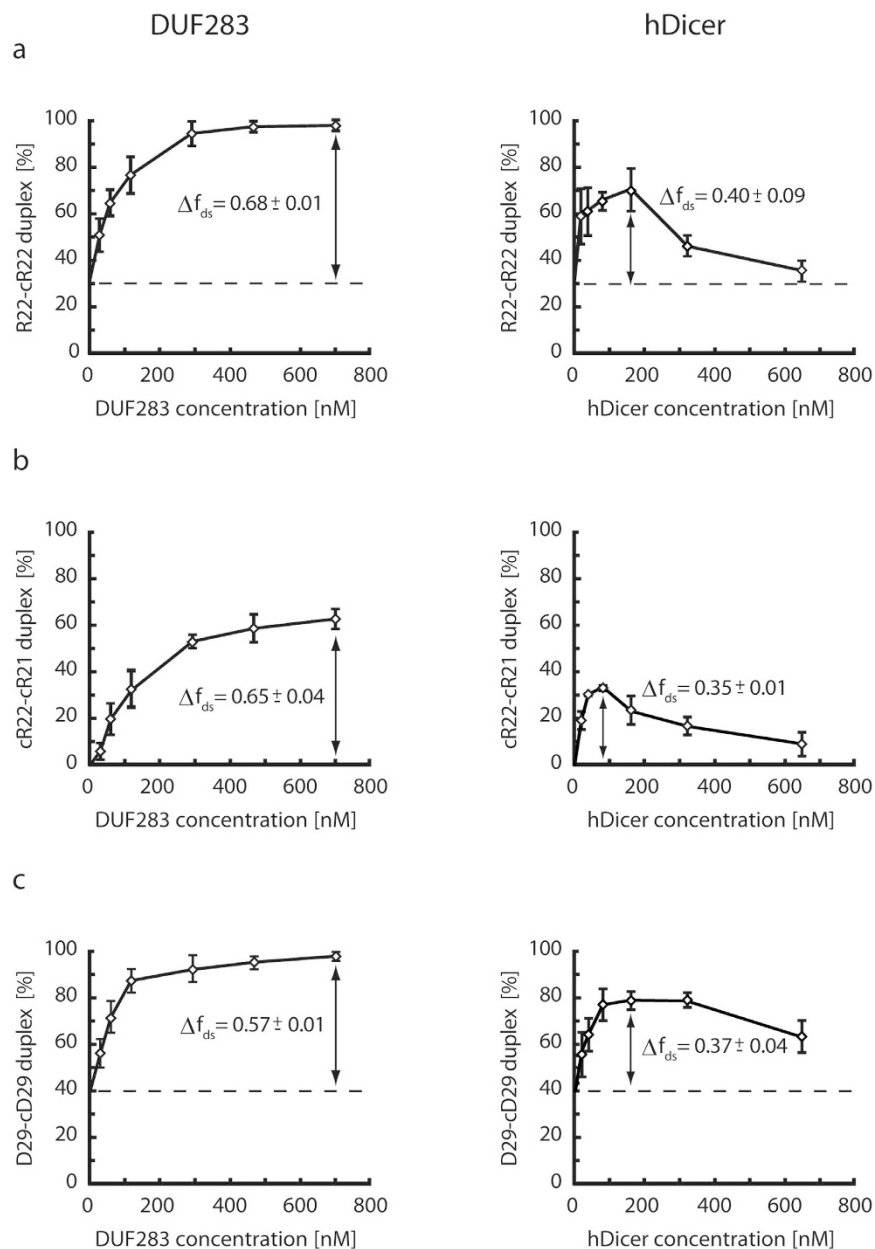 DUF283 hDicer
a
R22-cR22 duplex [%]
100
80
60
40
20
0
Δfds = 0.68 ± 0.01
0 200 400 600 800
DUF283 concentration [nM]
R22-cR22 duplex [%]
100
80
60
40
20
0
Δfds = 0.40 ± 0.09
0 200 400 600 800
hDicer concentration [nM]
b
cR22-cR21 duplex [%]
100
80
60
40
20
0
Δfds = 0.65 ± 0.04
0 200 400 600 800
DUF283 concentration [nM]
cR22-cR21 duplex [%]
100
80
60
40
20
0
Δfds = 0.35 ± 0.01
0 200 400 600 800
hDicer concentration [nM]
c
D29-cD29 duplex [%]
100
80
60
40
20
0
Δfds = 0.57 ± 0.01
0 200 400 600 800
DUF283 concentration [nM]
D29-cD29 duplex [%]
100
80
60
40
20
0
Δfds = 0.37 ± 0.04
0 200 400 600 800
hDicer concentration [nM]